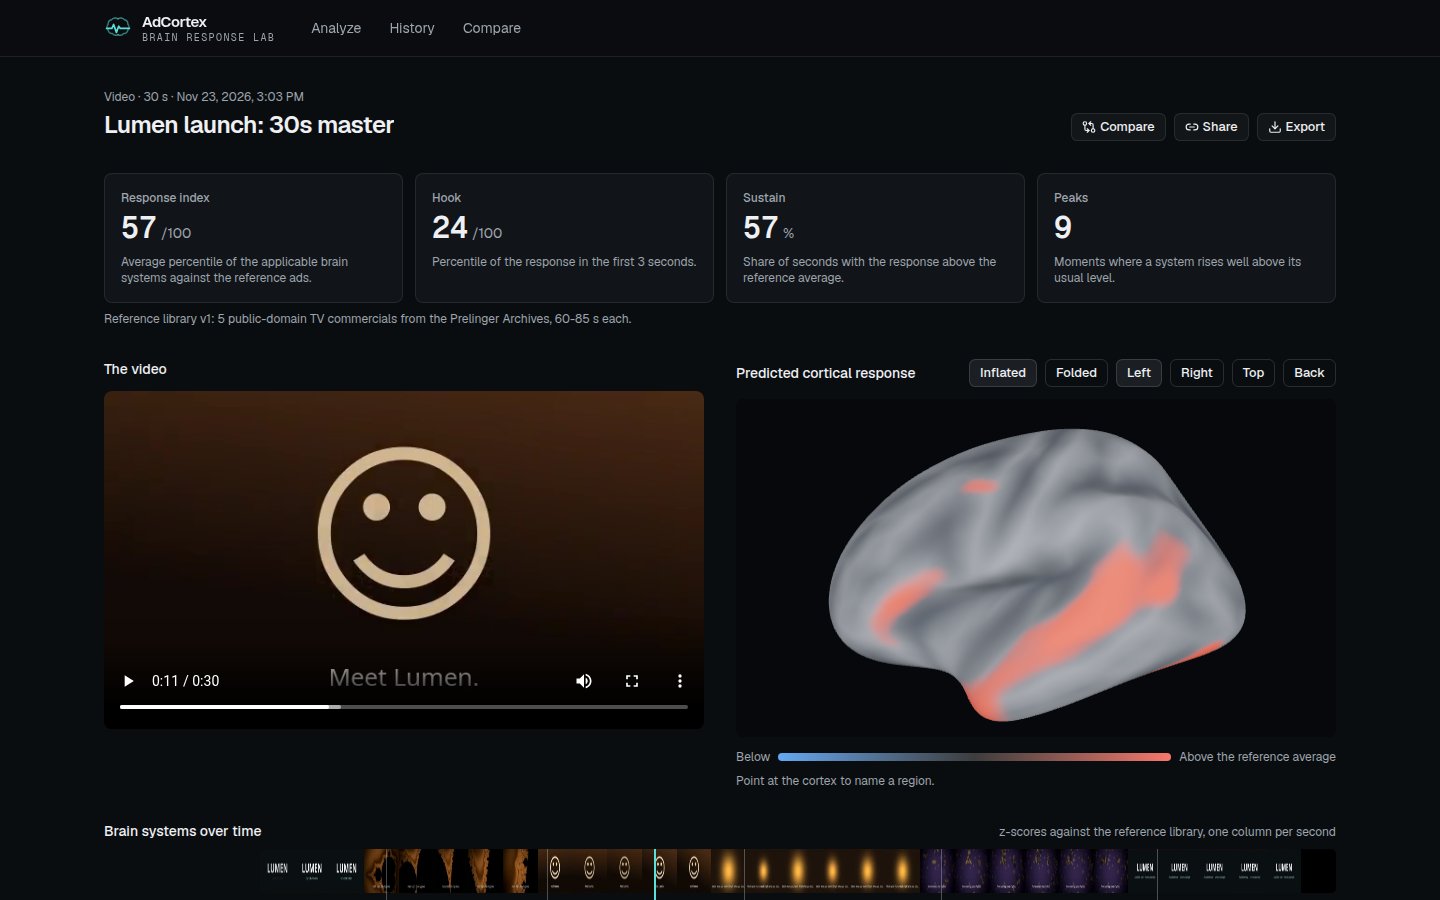 AdCortex
BRAIN RESPONSE LAB
Analyze
History
Compare
Video · 30 s · Nov 23, 2026, 3:03 PM
Lumen launch: 30s master
Compare
Share
Export
Response index
57 /100
Average percentile of the applicable brain
systems against the reference ads.
Hook
24 /100
Percentile of the response in the first 3 seconds.
Sustain
57 %
Share of seconds with the response above the
reference average.
Peaks
9
Moments where a system rises well above its
usual level.
Reference library v1: 5 public-domain TV commercials from the Prelinger Archives, 60-85 s each.
The video
Meet Lumen.
0:11 / 0:30
Predicted cortical response
Inflated
Folded
Left
Right
Top
Back
Below
Above the reference average
Point at the cortex to name a region.
Brain systems over time
z-scores against the reference library, one column per second
LUMEN
LUMEN
LUMEN
LUMEN
LUMEN
LUMEN
LUMEN
LUMEN